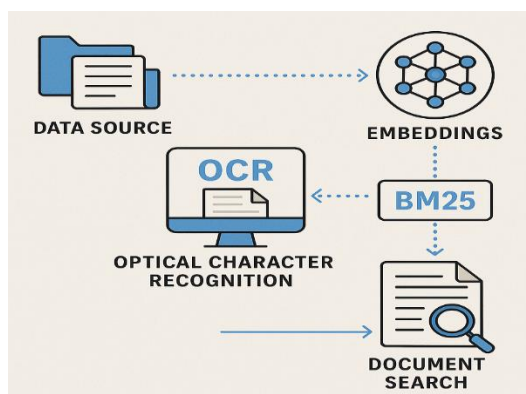 DATA SOURCE
EMBEDDINGS
OCR
BM25
OPTICAL CHARACTER
RECOGNITION
DOCUMENT
SEARCH